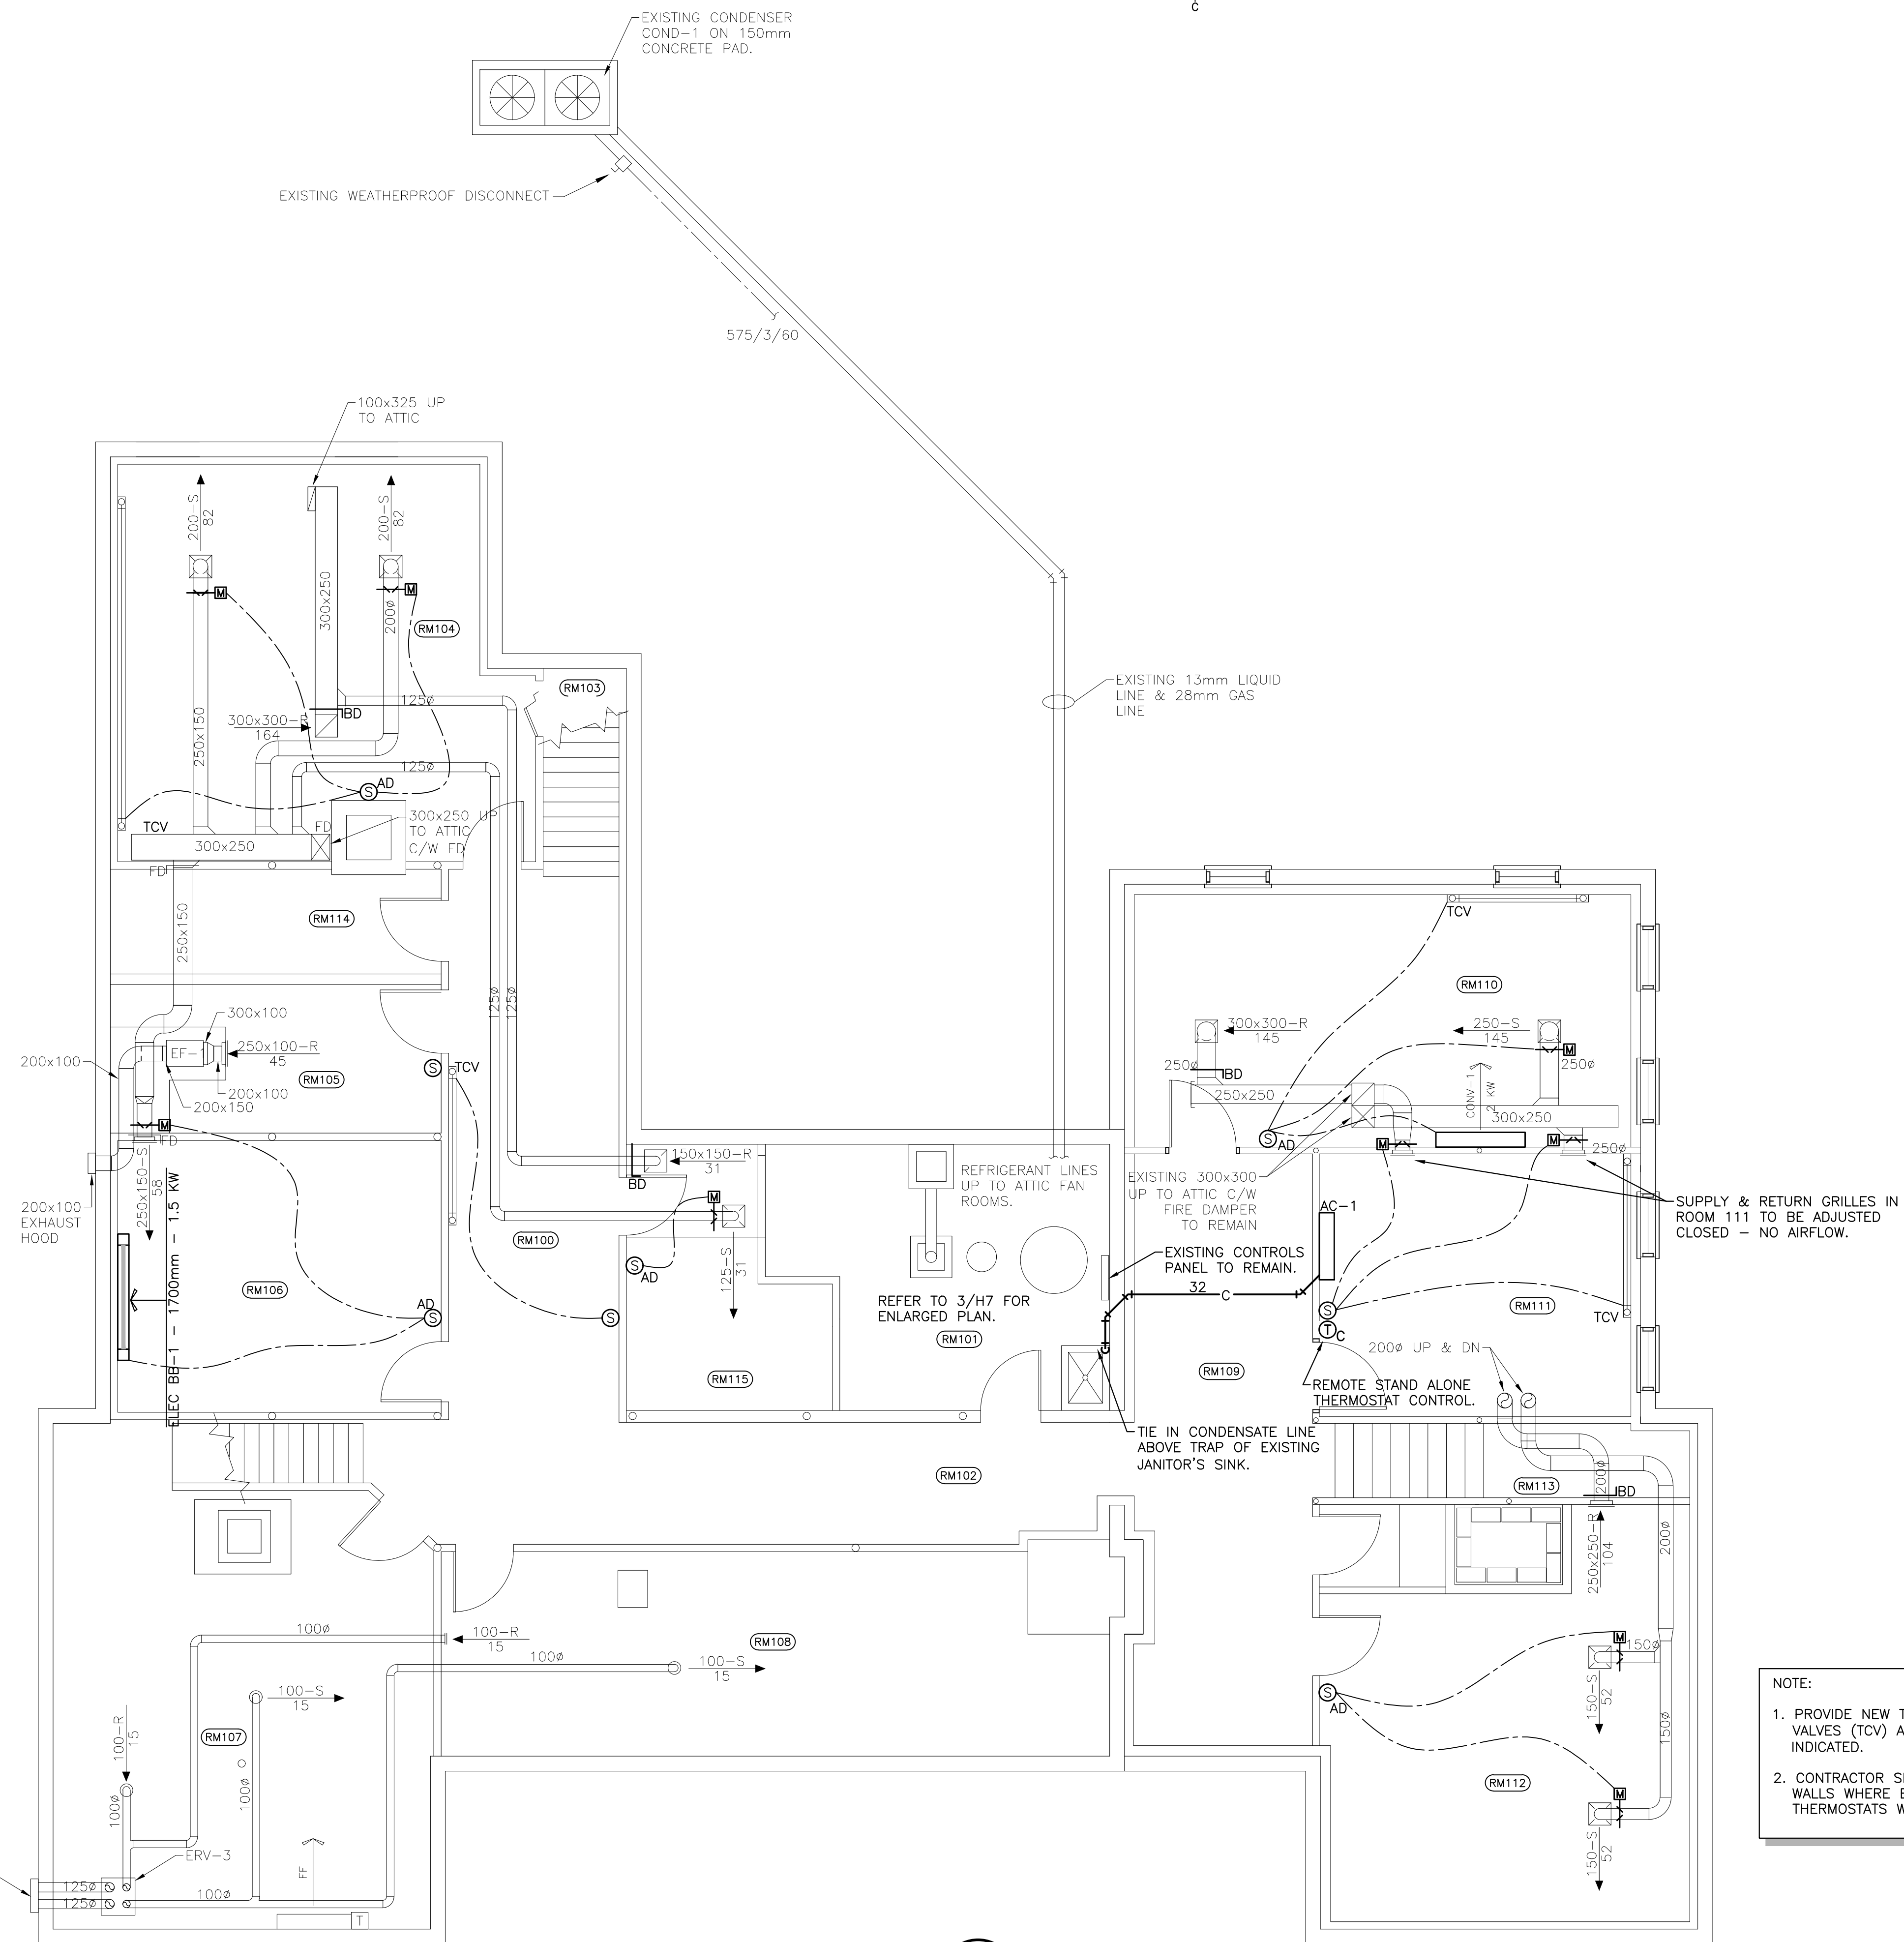 C
EXISTING CONDENSER
COND-1 ON 150mm
CONCRETE PAD.
EXISTING WEATHERPROOF DISCONNECT
575/3/60
100x325 UP
TO ATTIC
200-S
82
200-S
82
M
M
300x250
200ø
RM104
RM103
EXISTING 13mm LIQUID
LINE & 28mm GAS
LINE
125ø
BD
300x300-R
164
250x150
125ø
S
AD
TCV
300x250
FD
300x250 UP
TO ATTIC
C/W FD
FD
RM114
250x150
125ø
125ø
TCV
RM110
300x100
EF-1
250x100-R
45
200x100
200x100
200x150
RM105
S
TCV
300x300-R
145
250-S
145
M
250ø
250ø
BD
250x250
CONV-1
2 KW
300x250
M
FD
S
AD
M
M
250ø
200x100
EXHAUST
HOOD
250x150-S
58
ELEC BB-1 - 1700mm - 1.5 KW
150x150-R
31
BD
M
REFRIGERANT LINES
UP TO ATTIC FAN
ROOMS.
EXISTING 300x300
UP TO ATTIC C/W
FIRE DAMPER
TO REMAIN
AC-1
SUPPLY & RETURN GRILLES IN
ROOM 111 TO BE ADJUSTED
CLOSED - NO AIRFLOW.
RM100
S
AD
125-S
31
EXISTING CONTROLS
PANEL TO REMAIN.
32
C
RM106
AD
S
S
REFER TO 3/H7 FOR
ENLARGED PLAN.
RM101
S
T
C
RM111
TCV
RM115
RM109
200ø UP & DN
REMOTE STAND ALONE
THERMOSTAT CONTROL.
TIE IN CONDENSATE LINE
ABOVE TRAP OF EXISTING
JANITOR'S SINK.
RM102
RM113
200ø
BD
250x250-R
104
200ø
100ø
100-R
15
RM108
100ø
100-S
15
M
150ø
150-S
52
100-S
15
S
AD
100-R
15
RM107
100ø
100ø
150ø
RM112
M
150-S
52
ERV-3
FF
125ø
125ø
100ø
T
NOTE:
1. PROVIDE NEW
VALVES (TCV)
INDICATED.
2. CONTRACTOR
WALLS WHERE
THERMOSTATS